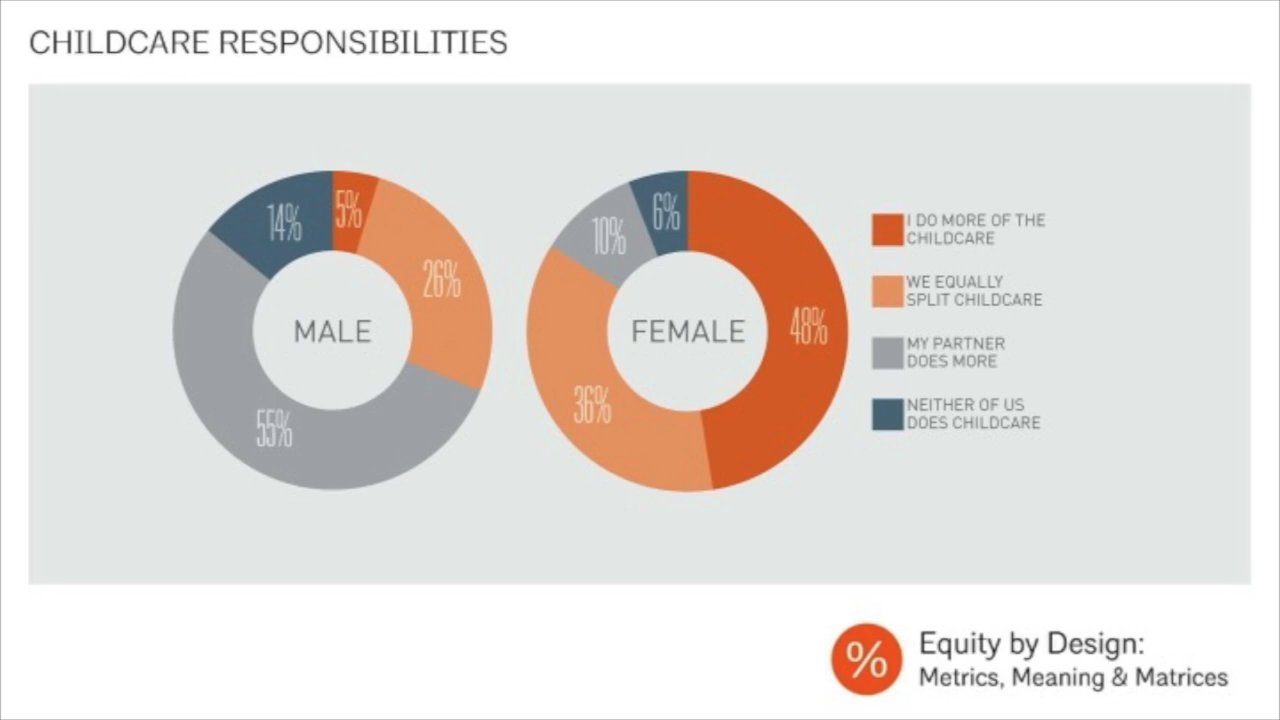 CHILDCARE RESPONSIBILITIES
14%
5%
26%
55%
MALE
6%
10%
48%
36%
FEMALE
I DO MORE OF THE
CHILDCARE
WE EQUALLY
SPLIT CHILDCARE
MY PARTNER
DOES MORE
NEITHER OF US
DOES CHILDCARE
%
Equity by Design:
Metrics, Meaning & Matrices